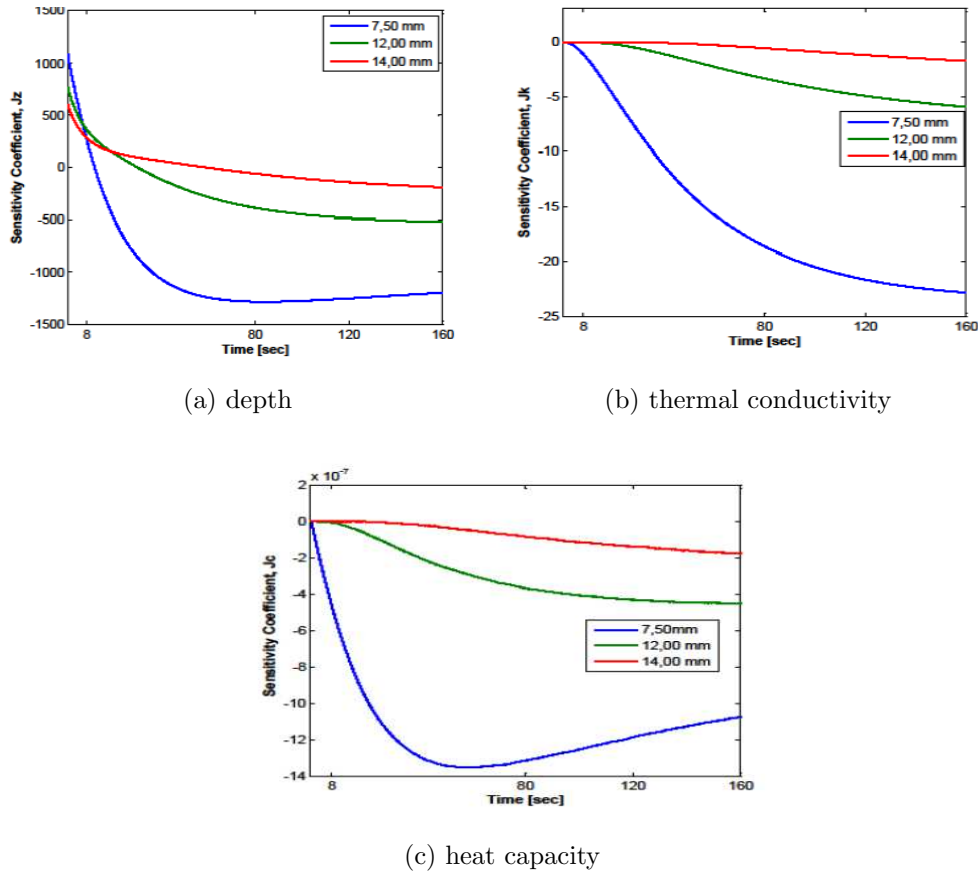 1500
1000
500
0
-500
-1000
-1500
Sensitivity Coefficient, Jz
7,50 mm
12,00 mm
14,00 mm
8
80
120
160
Time [sec]
(a) depth
0
-5
-10
-15
-20
-25
Sensitivity Coefficient, Jk
7,50 mm
12,00 mm
14,00 mm
8
80
120
160
Time [sec]
(b) thermal conductivity
x 10^-7
2
0
-2
-4
-6
-8
-10
-12
-14
Sensitivity Coefficient, Jc
7,50mm
12,00 mm
14,00 mm
8
80
120
160
Time [sec]
(c) heat capacity